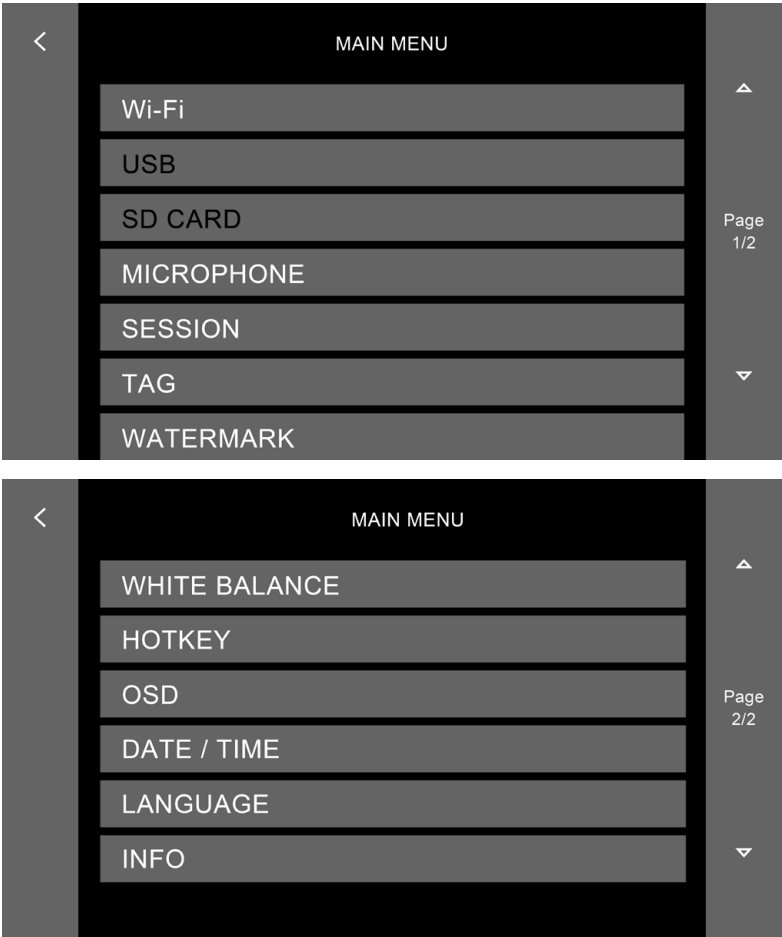 MAIN MENU
Wi-Fi
USB
SD CARD
MICROPHONE
SESSION
TAG
WATERMARK
Page
1/2
MAIN MENU
WHITE BALANCE
HOTKEY
OSD
DATE / TIME
LANGUAGE
INFO
Page
2/2